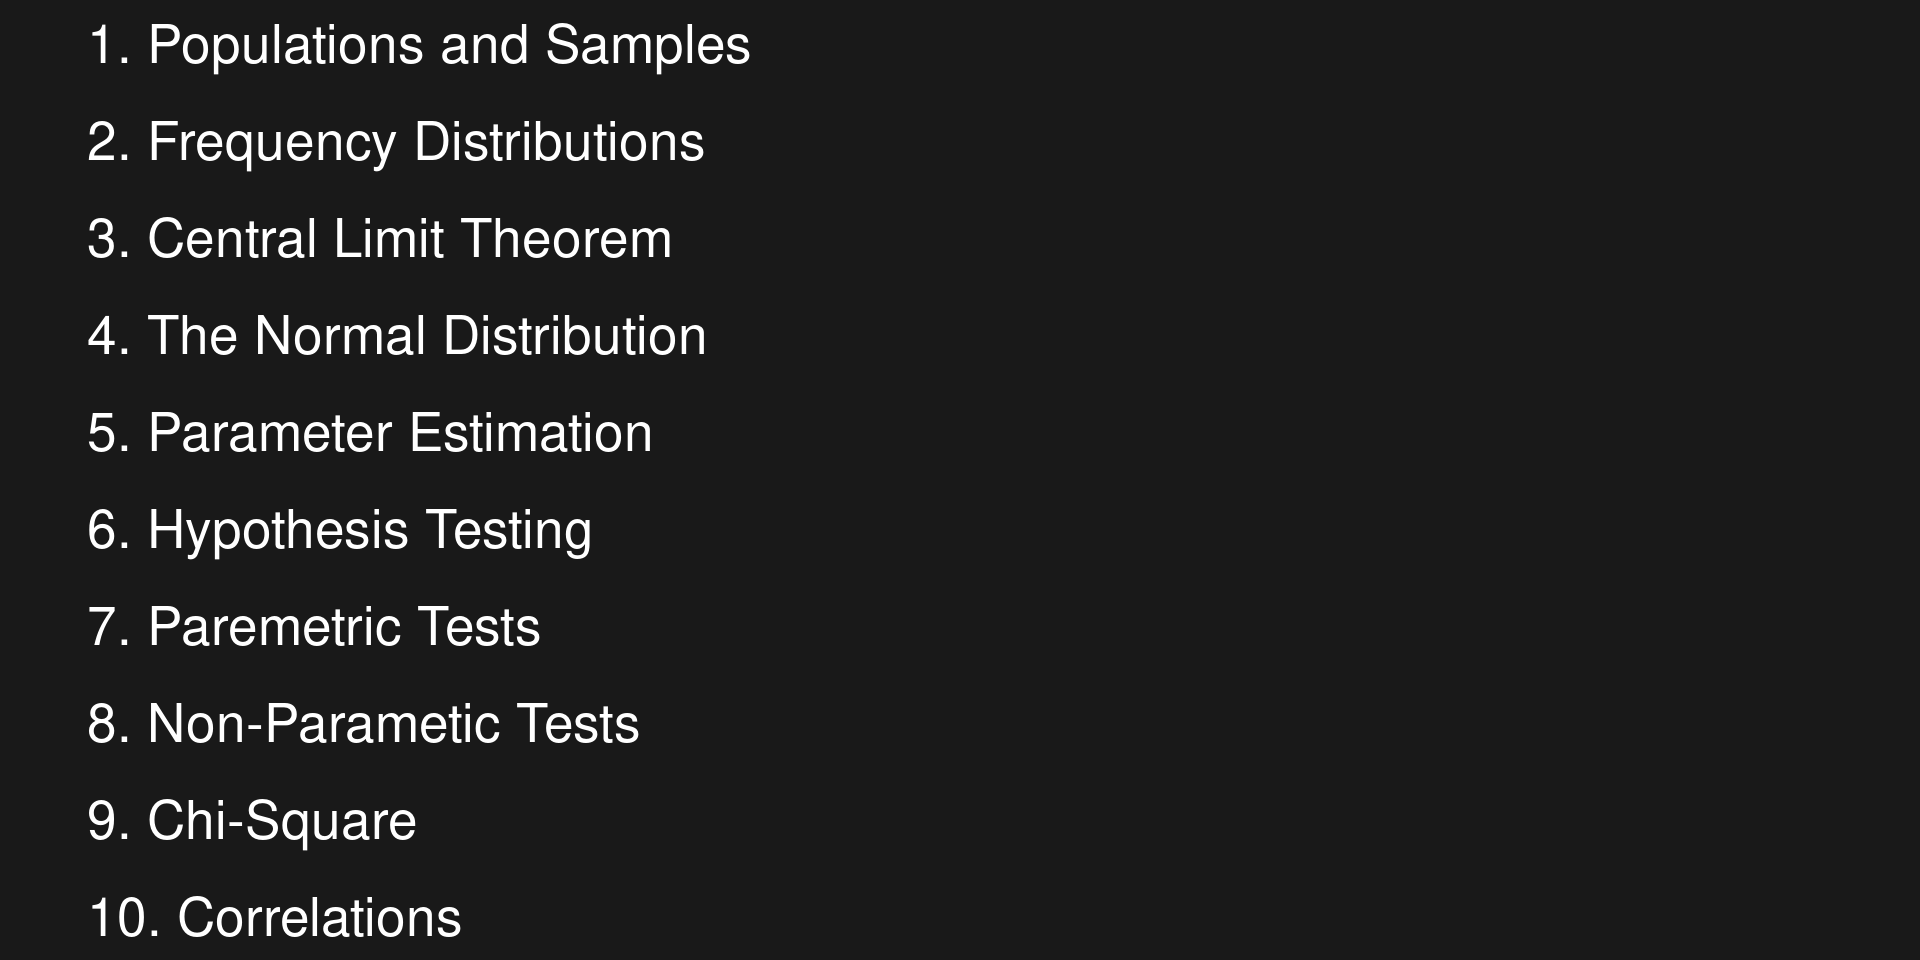 1. Populations and Samples
2. Frequency Distributions
3. Central Limit Theorem
4. The Normal Distribution
5. Parameter Estimation
6. Hypothesis Testing
7. Paremetric Tests
8. Non-Parametic Tests
9. Chi-Square
10. Correlations